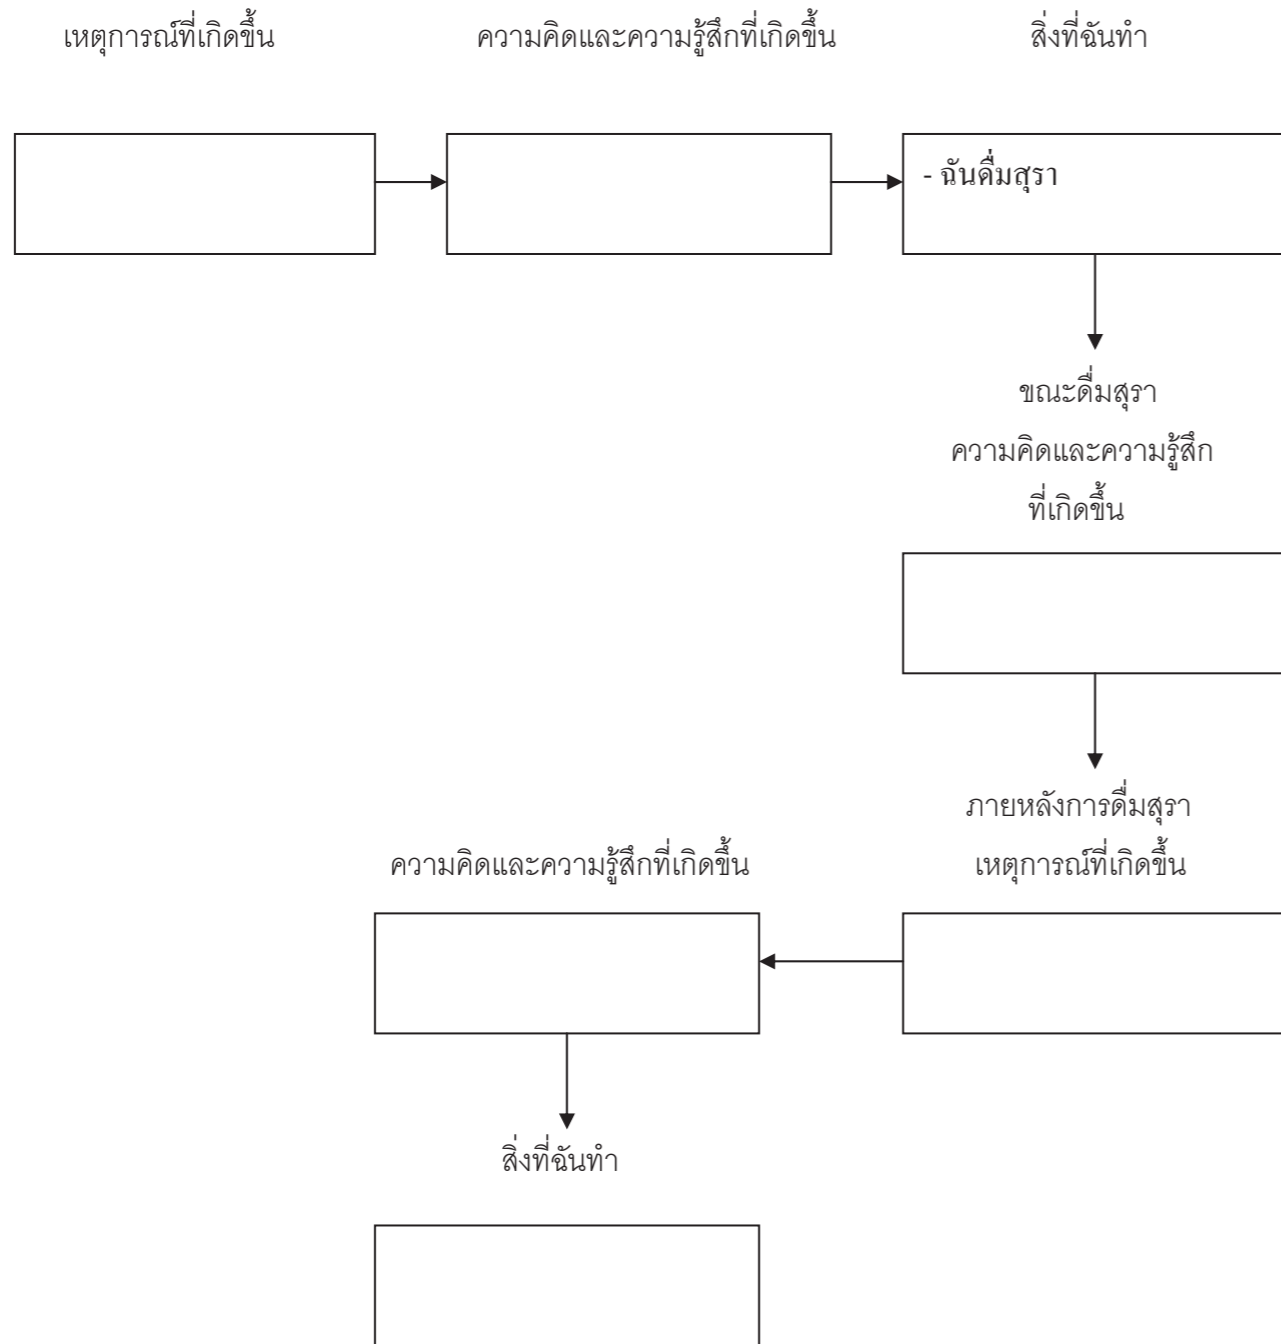 เหตุการณ์ที่เกิดขึ้น
ความคิดและความรู้สึกที่เกิดขึ้น
สิ่งที่ฉันทำ
- ฉันดื่มสุรา
ขณะดื่มสุรา
ความคิดและความรู้สึก
ที่เกิดขึ้น
ภายหลังการดื่มสุรา
เหตุการณ์ที่เกิดขึ้น
ความคิดและความรู้สึกที่เกิดขึ้น
สิ่งที่ฉันทำ